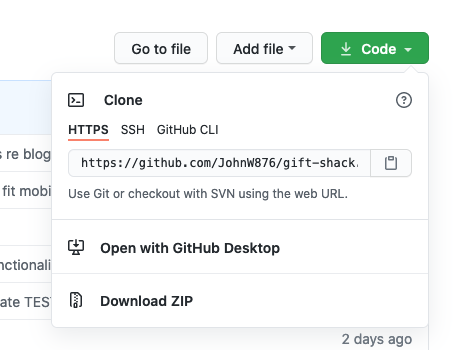 Go to file Add file Code
Clone
HTTPS SSH GitHub CLI
https://github.com/JohnW876/gift-shack.
s re blog
Use Git or checkout with SVN using the web URL.
fit mobi
Open with GitHub Desktop
nctionali
Download ZIP
ate TES
2 days ago